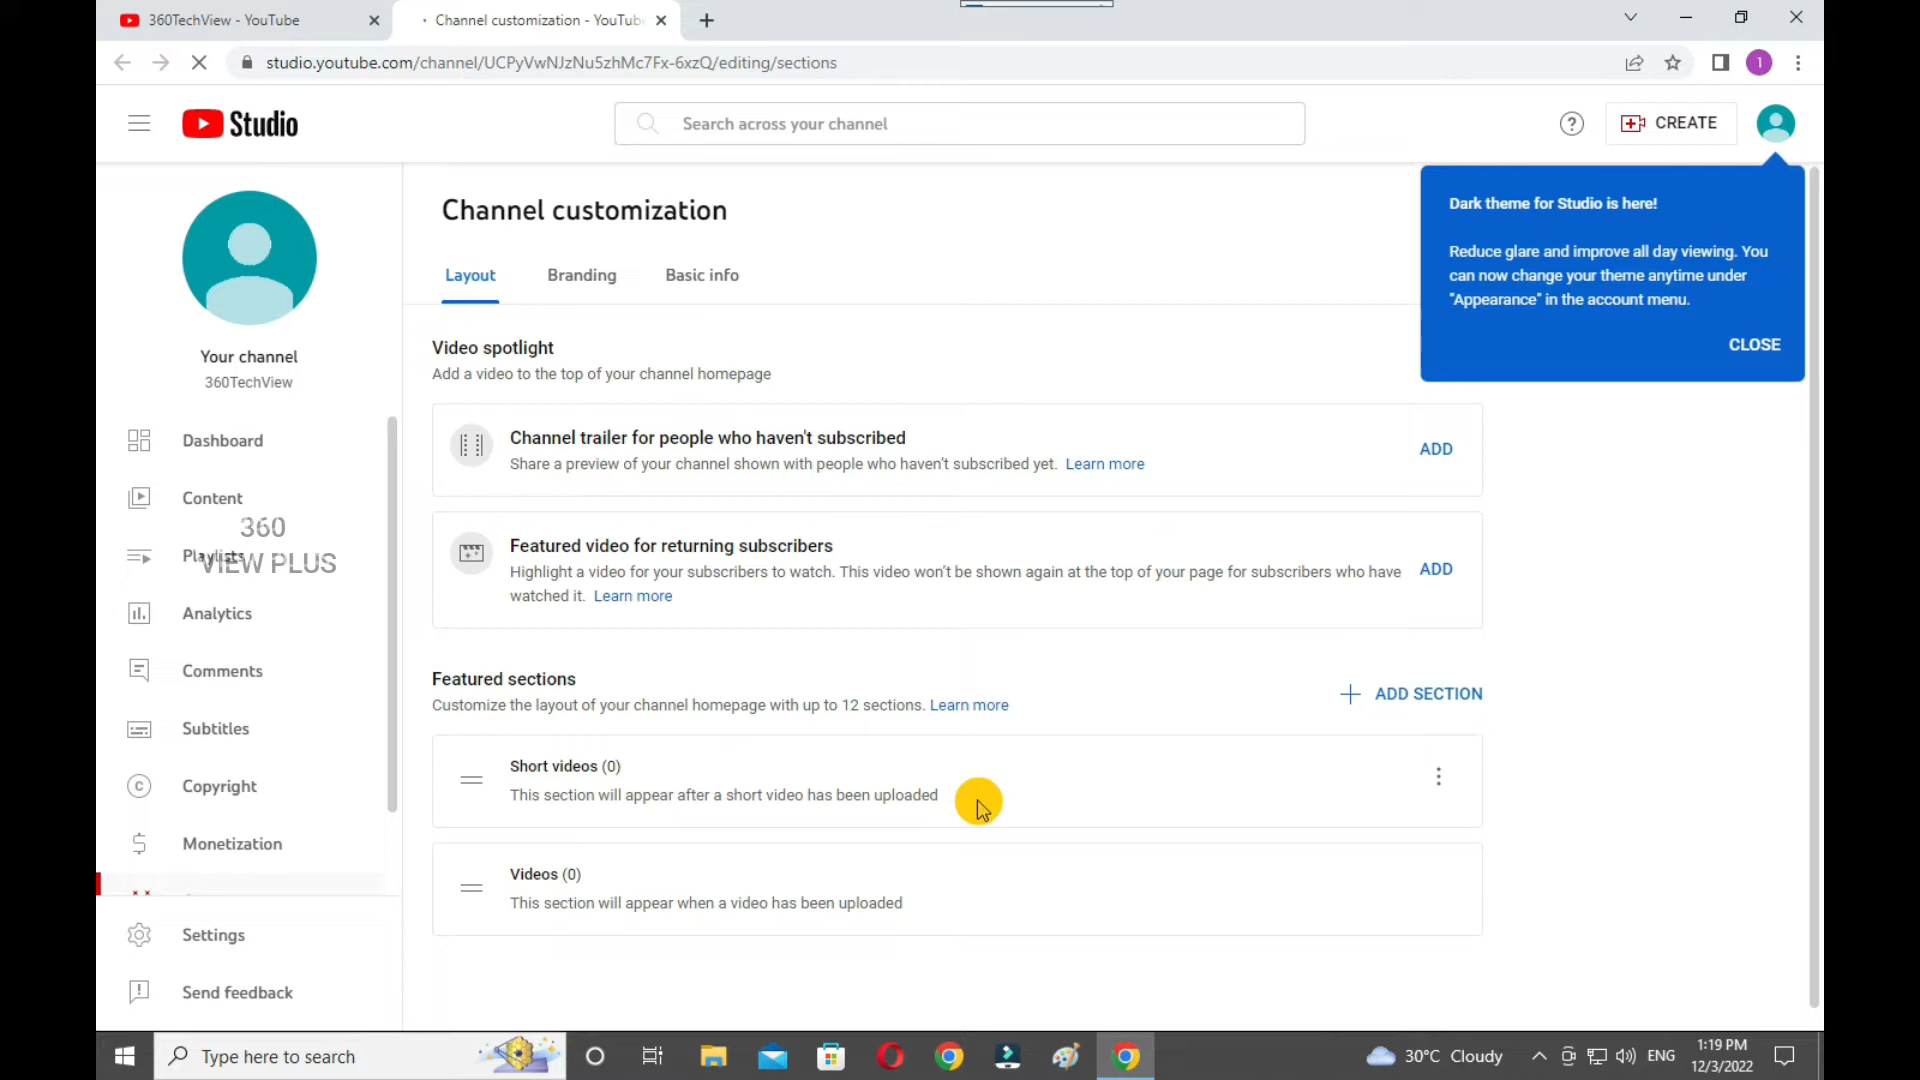 360TechView - YouTube
Channel customization - YouTube
studio.youtube.com/channel/UCPyVwNJzNu5zhMc7Fx-6xzQ/editing/sections
1
Studio
Search across your channel
CREATE
Dark theme for Studio is here!
Reduce glare and improve all day viewing. You
can now change your theme anytime under
"Appearance" in the account menu.
CLOSE
Your channel
360TechView
Dashboard
Content
Playlists
360
VIEW PLUS
Analytics
Comments
Subtitles
Copyright
Monetization
Settings
Send feedback
Channel customization
Layout
Branding
Basic info
Video spotlight
Add a video to the top of your channel homepage
Channel trailer for people who haven't subscribed
Share a preview of your channel shown with people who haven’t subscribed yet. Learn more
ADD
Featured video for returning subscribers
Highlight a video for your subscribers to watch. This video won’t be shown again at the top of your page for subscribers who have
watched it. Learn more
ADD
Featured sections
Customize the layout of your channel homepage with up to 12 sections. Learn more
ADD SECTION
Short videos (0)
This section will appear after a short video has been uploaded
Videos (0)
This section will appear when a video has been uploaded
Type here to search
30°C Cloudy
ENG
1:19 PM
12/3/2022